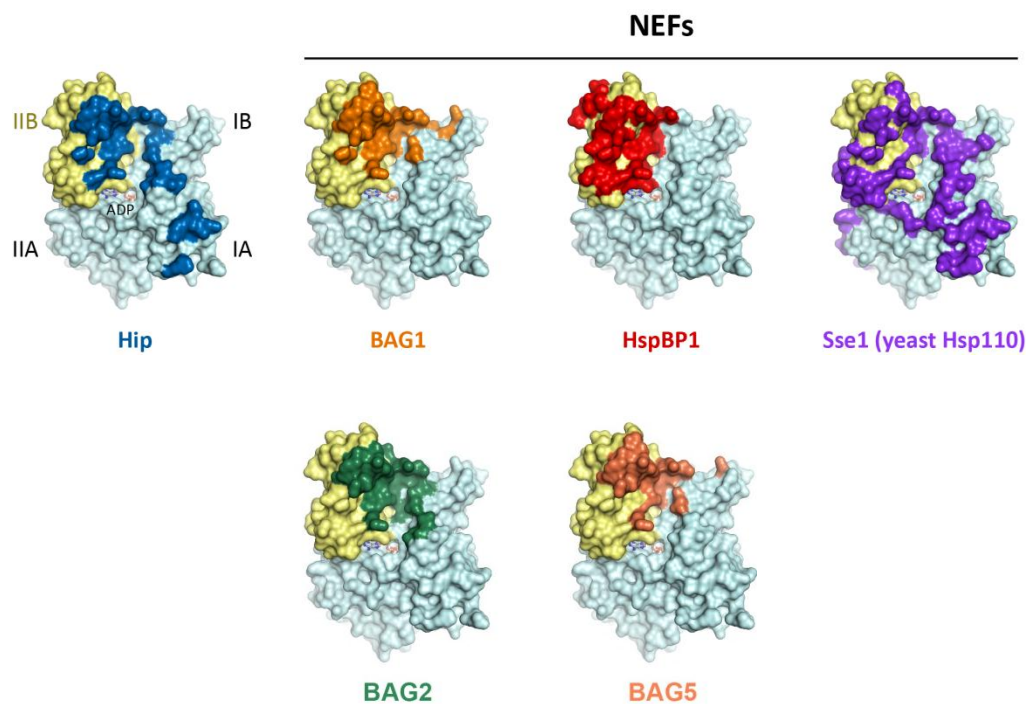 NEFs
IIB
IB
ADP
IIA
IA
Hip
BAG1
HspBP1
Sse1 (yeast Hsp110)
BAG2
BAG5